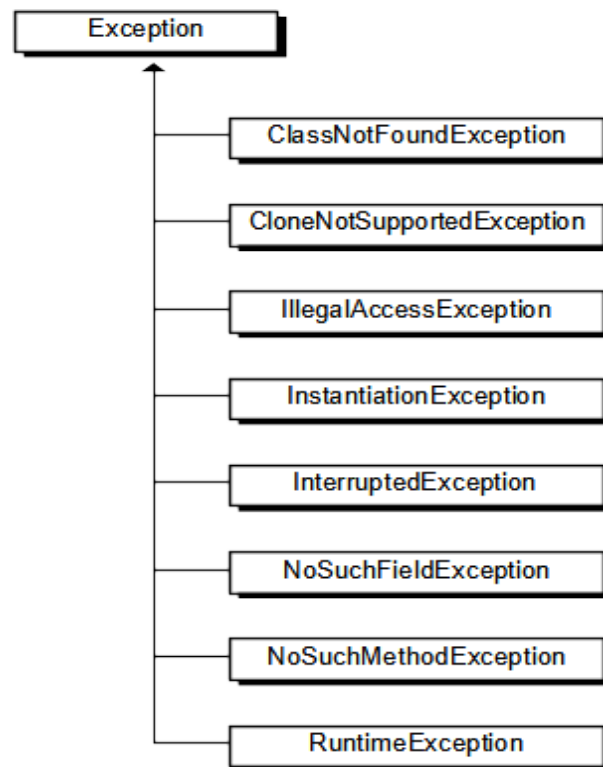 Exception
ClassNotFoundException
CloneNotSupportedException
IllegalAccessException
InstantiationException
InterruptedException
NoSuchFieldException
NoSuchMethodException
RuntimeException